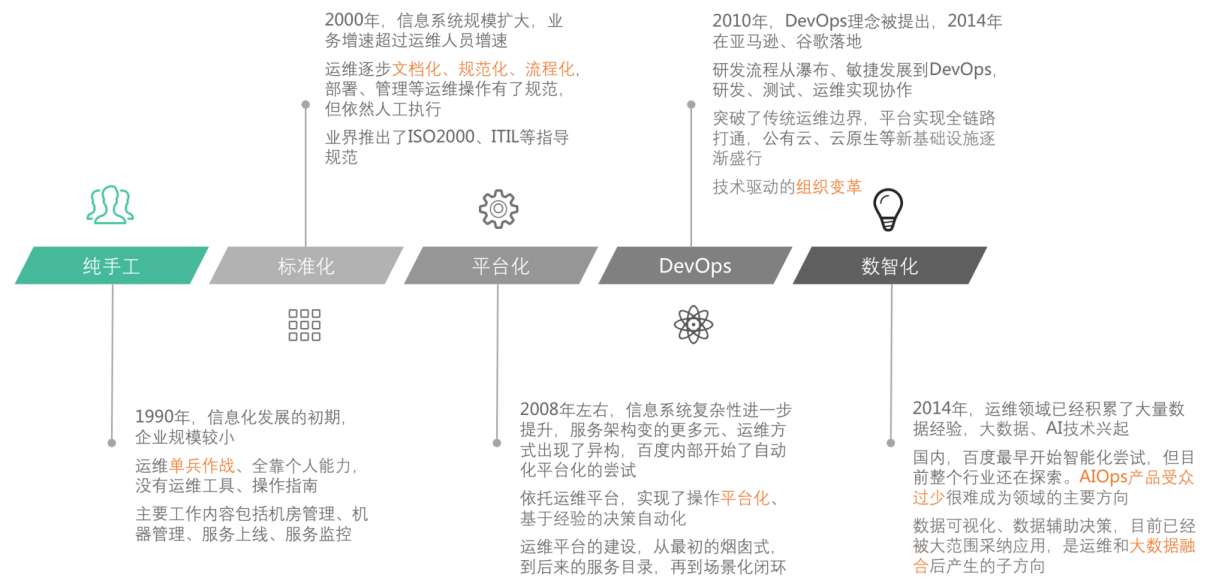 2000年，信息系统规模扩大，业
务增速超过运维人员增速
运维逐步文档化、规范化、流程化，
部署、管理等运维操作有了规范，
但依然人工执行
业界推出了ISO2000、ITIL等指导
规范
2010年，DevOps理念被提出，2014年
在亚马逊、谷歌落地
研发流程从瀑布、敏捷发展到DevOps，
研发、测试、运维实现协作
突破了传统运维边界，平台实现全链路
打通，公有云、云原生等新基础设施逐
渐盛行
技术驱动的组织变革
纯手工
标准化
平台化
DevOps
数智化
1990年，信息化发展的初期，
企业规模较小
运维单兵作战、全靠个人能力，
没有运维工具、操作指南
主要工作内容包括机房管理、机
器管理、服务上线、服务监控
2008年左右，信息系统复杂性进一步
提升，服务架构变的更多元、运维方
式出现了异构，百度内部开始了自动
化平台化的尝试
依托运维平台，实现了操作平台化、
基于经验的决策自动化
运维平台的建设，从最初的烟囱式，
到后来的服务目录，再到场景化闭环
2014年，运维领域已经积累了大量数
据经验，大数据、AI技术兴起
国内，百度最早开始智能化尝试，但目
前整个行业还在探索。AIOps产品受众
过少很难成为领域的主要方向
数据可视化、数据辅助决策，目前已经
被大范围采纳应用，是运维和大数据融
合后产生的子方向